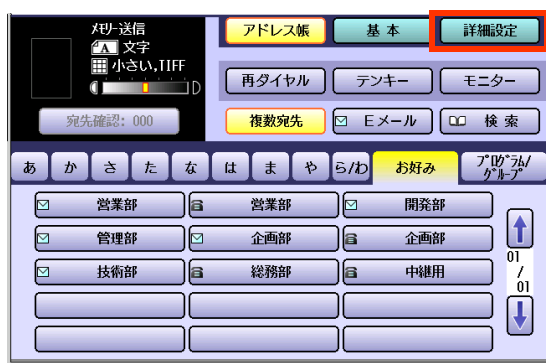 メモリー送信
A 文字
小さい,TIFF
D
宛先確認: 000
アドレス帳
基本
詳細設定
再ダイヤル
テンキー
モニター
複数宛先
Eメール
検索
あ
か
さ
た
な
は
ま
や
ら/わ
お好み
プログラム/
グループ
営業部
営業部
開発部
管理部
企画部
企画部
技術部
総務部
中継用
01
/
01